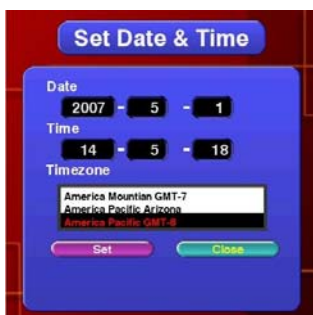 Set Date & Time
Date
2007 - 5 - 1
Time
14 - 5 - 18
Timezone
America Mountian GMT-7
America Pacific Arizona
America Pacific GMT-8
Set Close